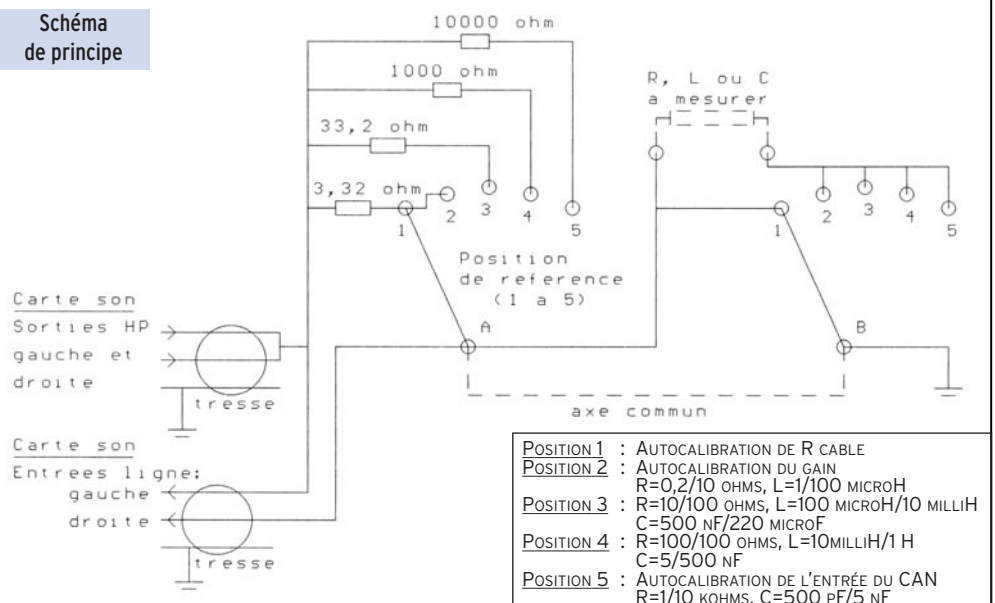 Schéma
de principe
10000 ohm
1000 ohm
33,2 ohm
3,32 ohm
R, L ou C
a mesurer
1
2
3
4
5
1
2
3
4
5
Position
de reference
(1 a 5)
A
B
axe commun
Carte son
Sorties HP
gauche et
droite
tresse
Carte son
Entrees ligne:
gauche
droite
tresse
POSITION 1 : AUTOCALIBRATION DE R CABLE
POSITION 2 : AUTOCALIBRATION DU GAIN
R=0,2/10 OHMS, L=1/100 MICROH
POSITION 3 : R=10/100 OHMS, L=100 MICROH/10 MILLIH
C=500 NF/220 MICROF
POSITION 4 : R=100/100 OHMS, L=10MILLIH/1 H
C=5/500 NF
POSITION 5 : AUTOCALIBRATION DE L'ENTRÉE DU CAN
R=1/10 KOHMS, C=500 PF/5 NF